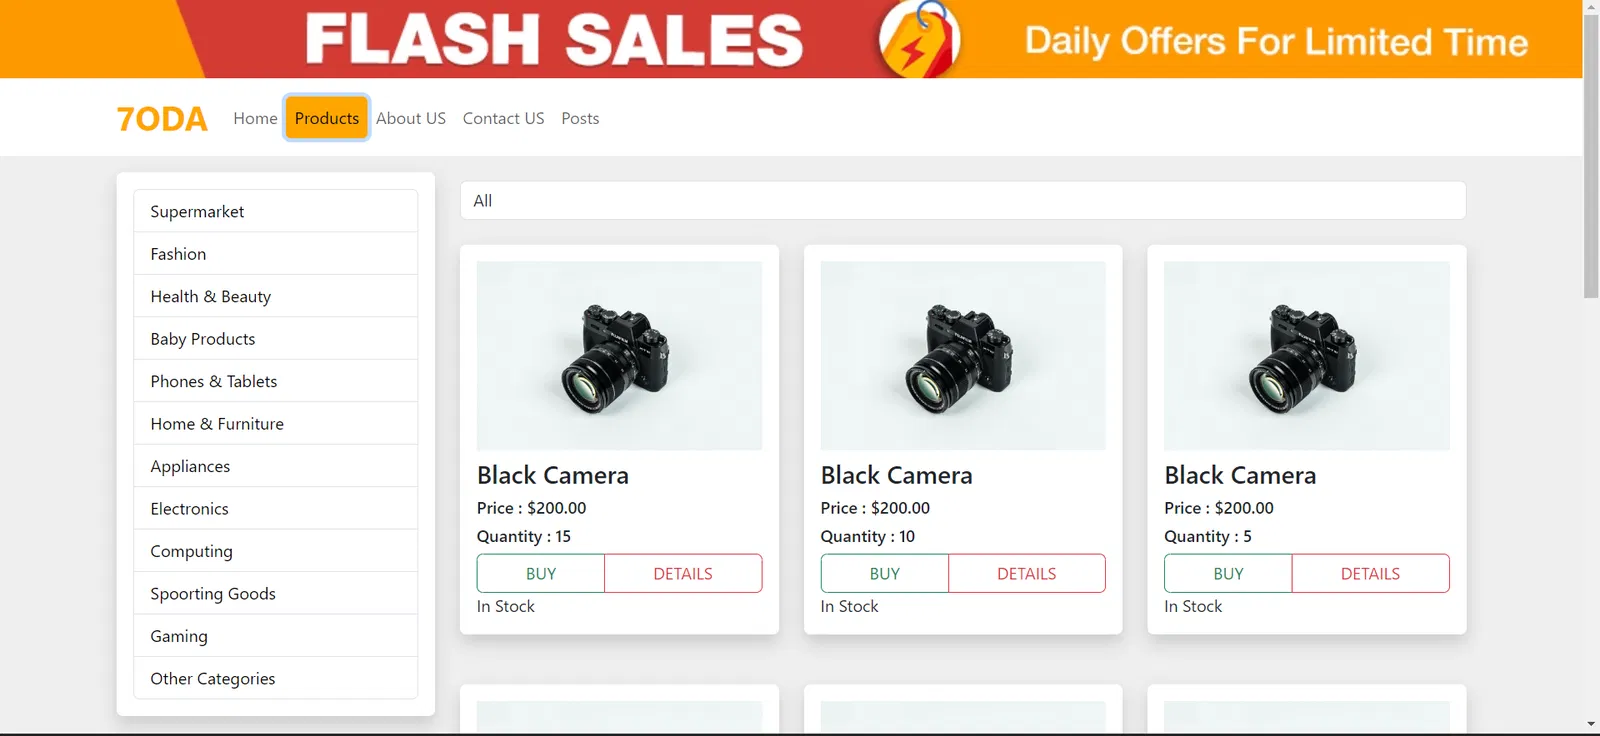 FLASH SALES
Daily Offers For Limited Time
7ODA
Home
Products
About US
Contact US
Posts
Supermarket
Fashion
Health & Beauty
Baby Products
Phones & Tablets
Home & Furniture
Appliances
Electronics
Computing
Spoorting Goods
Gaming
Other Categories
All
Black Camera
Price : $200.00
Quantity : 15
BUY
DETAILS
In Stock
Black Camera
Price : $200.00
Quantity : 10
BUY
DETAILS
In Stock
Black Camera
Price : $200.00
Quantity : 5
BUY
DETAILS
In Stock